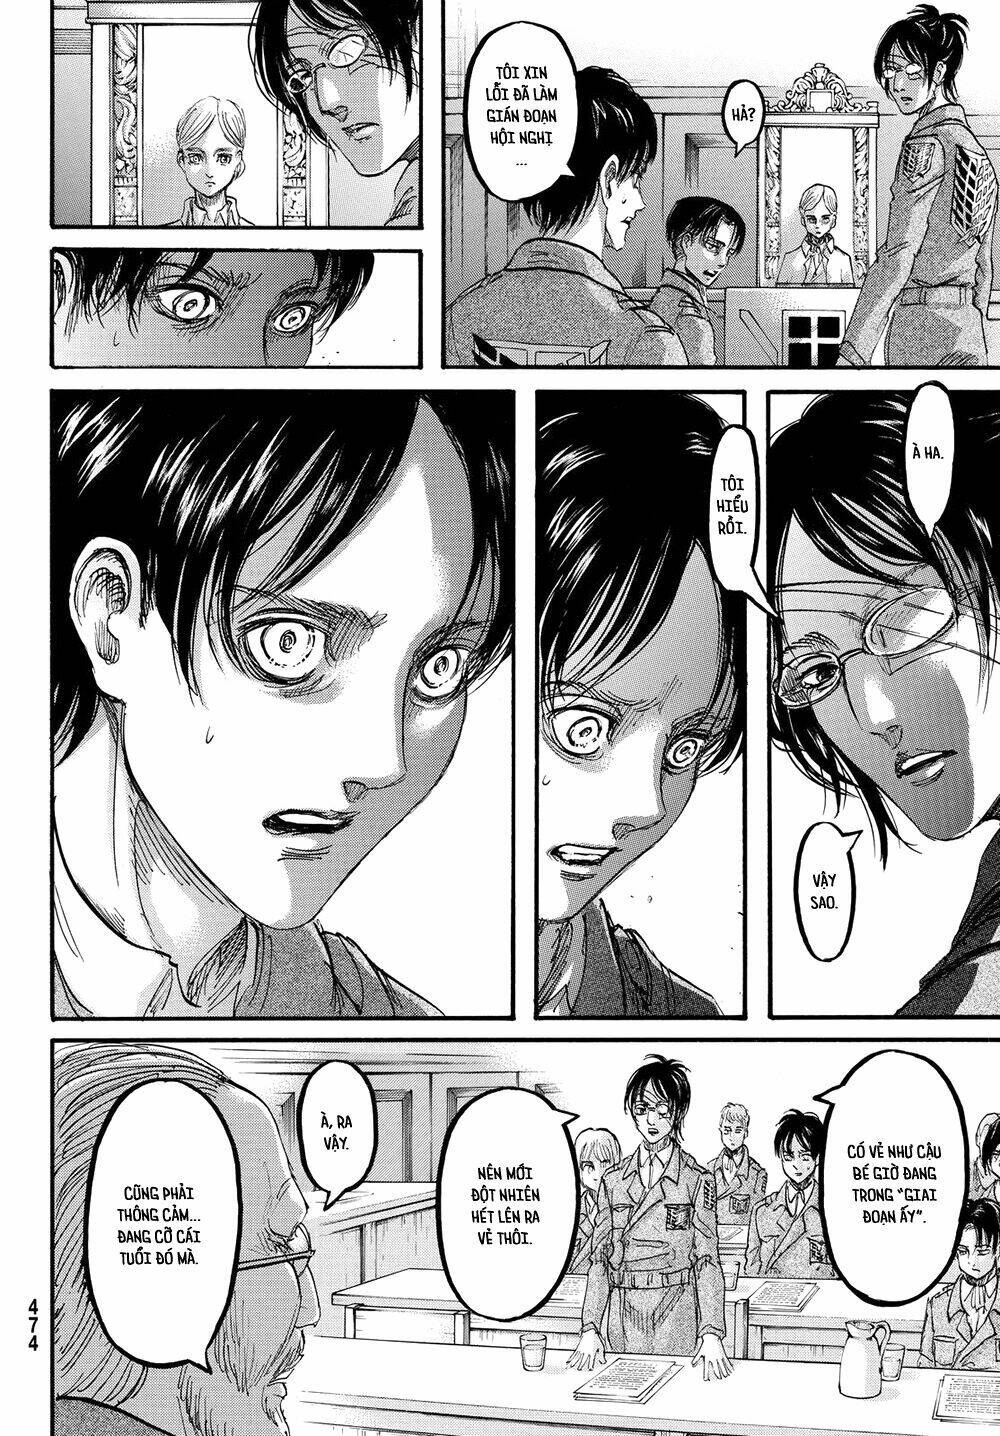 TÔI XIN
LỖI ĐÃ LÀM
GIÁN ĐOẠN
HỘI NGHỊ
...
HẢ?
À HA.
TÔI
HIỂU
RỒI.
VẬY
SAO.
CÓ VẺ NHƯ CẬU
BÉ GIỜ ĐANG
TRONG "GIAI
ĐOẠN ẤY".
NÊN MỚI
ĐỘT NHIÊN
HÉT LÊN RA
VẺ THÔI.
À, RA
VẬY.
CŨNG PHẢI
THÔNG CẢM...
ĐANG CỠ CÁI
TUỔI ĐÓ MÀ.
474